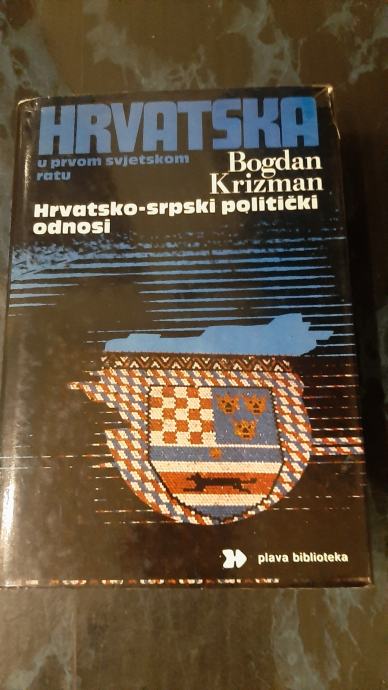 HRVATSKA
u prvom svjetskom
ratu
Bogdan
Krizman
Hrvatsko-srpski politički
odnosi
plava biblioteka